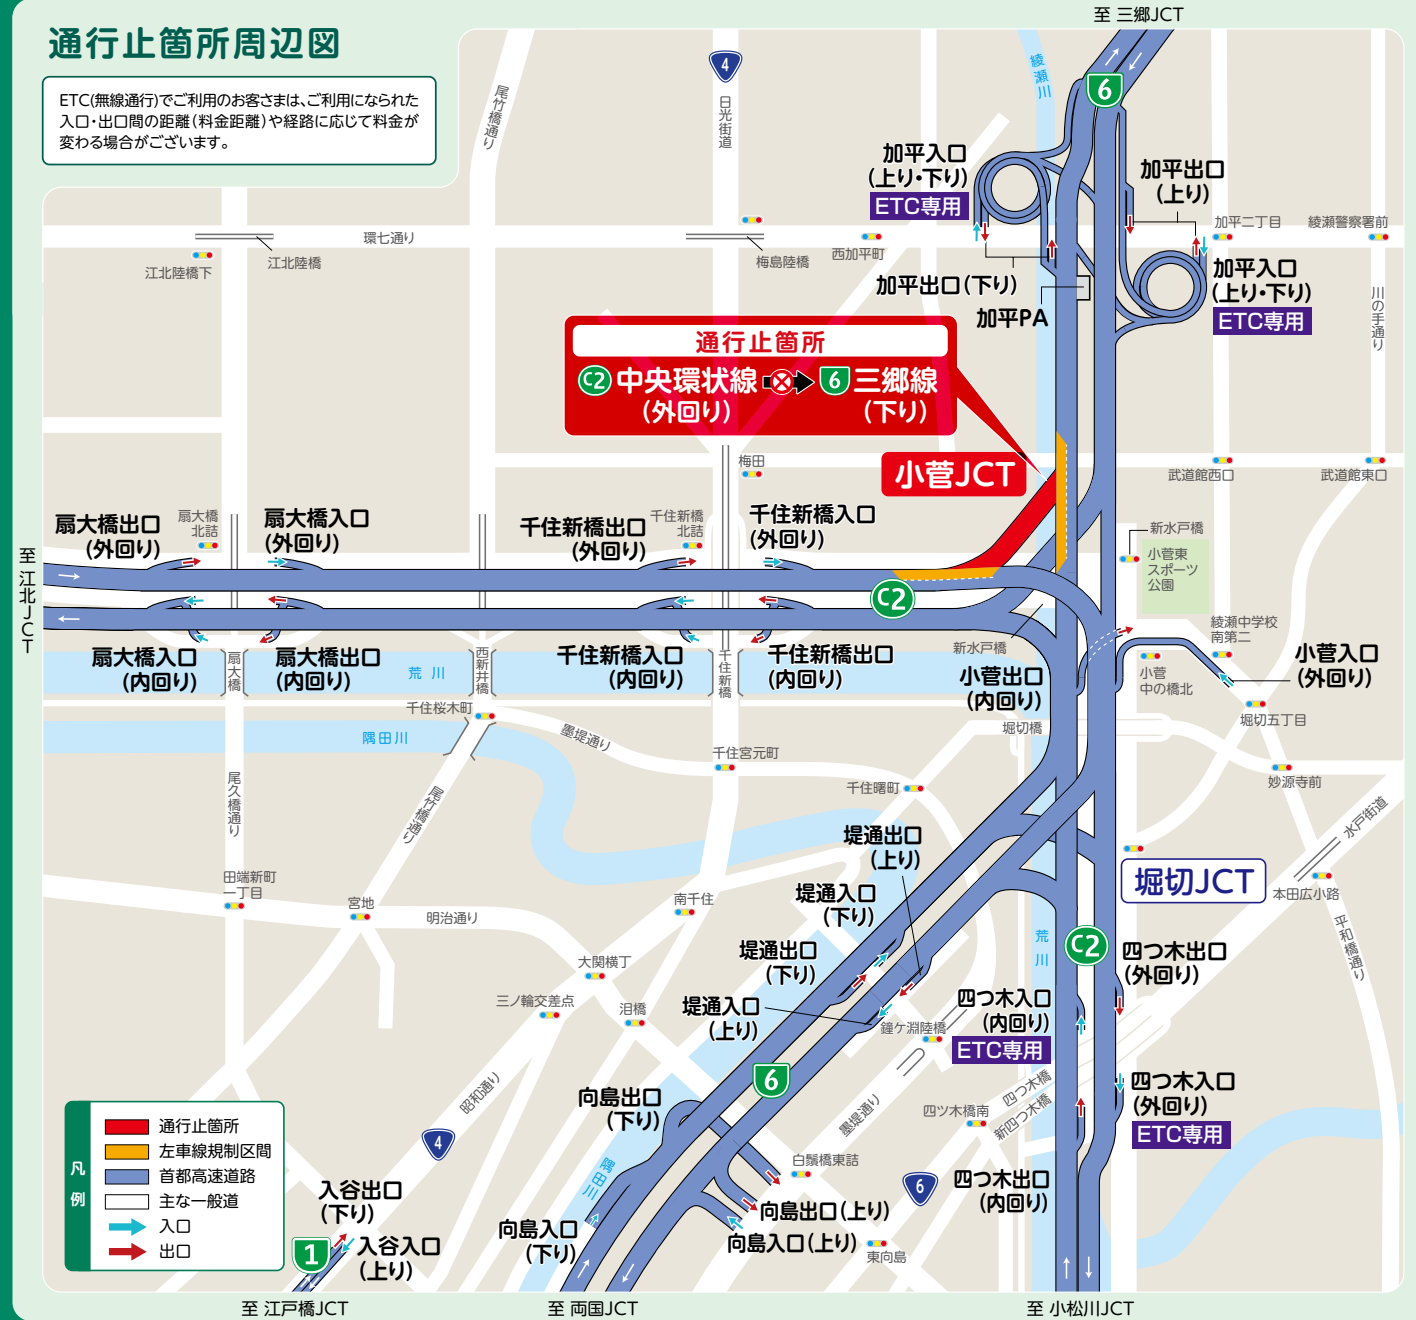 通行止箇所周辺図
ETC(無線通行)でご利用のお客さまは、ご利用になられた
入口・出口間の距離(料金距離)や経路に応じて料金が
変わる場合がございます。
至 三郷JCT
6
綾瀬川
4
日光街道
尾竹橋通り
加平入口
(上り・下り)
ETC専用
加平出口
(上り)
加平二丁目
綾瀬警察署前
環七通り
江北陸橋下
江北陸橋
梅島陸橋
西加平町
加平出口(下り)
加平PA
加平入口
(上り・下り)
ETC専用
川の手通り
通行止箇所
C2 中央環状線
(外回り)
6 三郷線
(下り)
小菅JCT
梅田
武道館西口
武道館東口
至 江北JCT
扇大橋出口
(外回り)
扇大橋
北詰
扇大橋入口
(外回り)
千住新橋出口
(外回り)
千住新橋
北詰
千住新橋入口
(外回り)
C2
新水戸橋
小菅東
スポーツ
公園
綾瀬中学校
南第二
扇大橋入口
(内回り)
扇大橋
扇大橋出口
(内回り)
荒川
西新井橋
千住新橋入口
(内回り)
千住新橋
千住新橋出口
(内回り)
新水戸橋
小菅出口
(内回り)
小菅
中の橋北
小菅入口
(外回り)
千住桜木町
隅田川
墨堤通り
千住宮元町
堀切橋
堀切五丁目
妙源寺前
尾久橋通り
尾竹橋通り
千住曙町
堤通出口
(上り)
水戸街道
堀切JCT
本田広小路
田端新町
一丁目
宮地
明治通り
南千住
堤通入口
(下り)
平和橋通り
大関横丁
堤通出口
(下り)
荒川
C2
四つ木出口
(外回り)
三ノ輪交差点
泪橋
堤通入口
(上り)
鐘ケ淵陸橋
四つ木入口
(内回り)
ETC専用
6
昭和通り
向島出口
(下り)
墨堤通り
四ツ木橋南
四つ木橋
新四つ木橋
四つ木入口
(外回り)
ETC専用
凡例
通行止箇所
左車線規制区間
首都高速道路
主な一般道
入口
出口
4
隅田川
白鬚橋東詰
6
四つ木出口
(内回り)
入谷出口
(下り)
1
入谷入口
(上り)
向島入口
(下り)
向島出口(上り)
向島入口(上り)
東向島
至 江戸橋JCT
至 両国JCT
至 小松川JCT